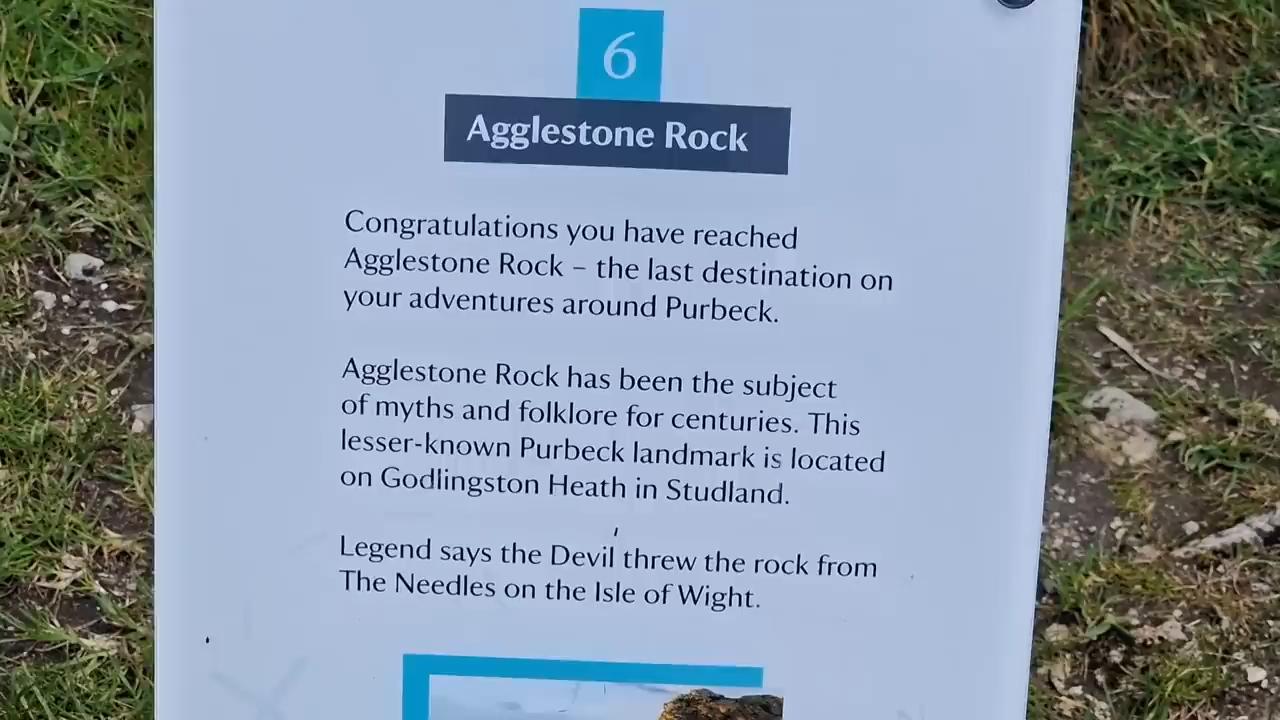 6
Agglestone Rock
Congratulations you have reached
Agglestone Rock – the last destination on
your adventures around Purbeck.
Agglestone Rock has been the subject
of myths and folklore for centuries. This
lesser-known Purbeck landmark is located
on Godlingston Heath in Studland.
Legend says the Devil threw the rock from
The Needles on the Isle of Wight.